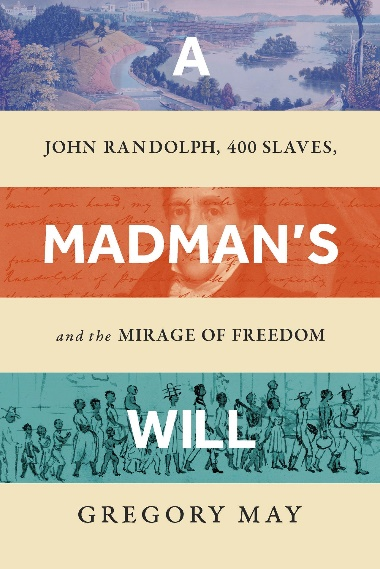 A
JOHN RANDOLPH, 400 SLAVES,
MADMAN'S
and the MIRAGE OF FREEDOM
WILL
GREGORY MAY